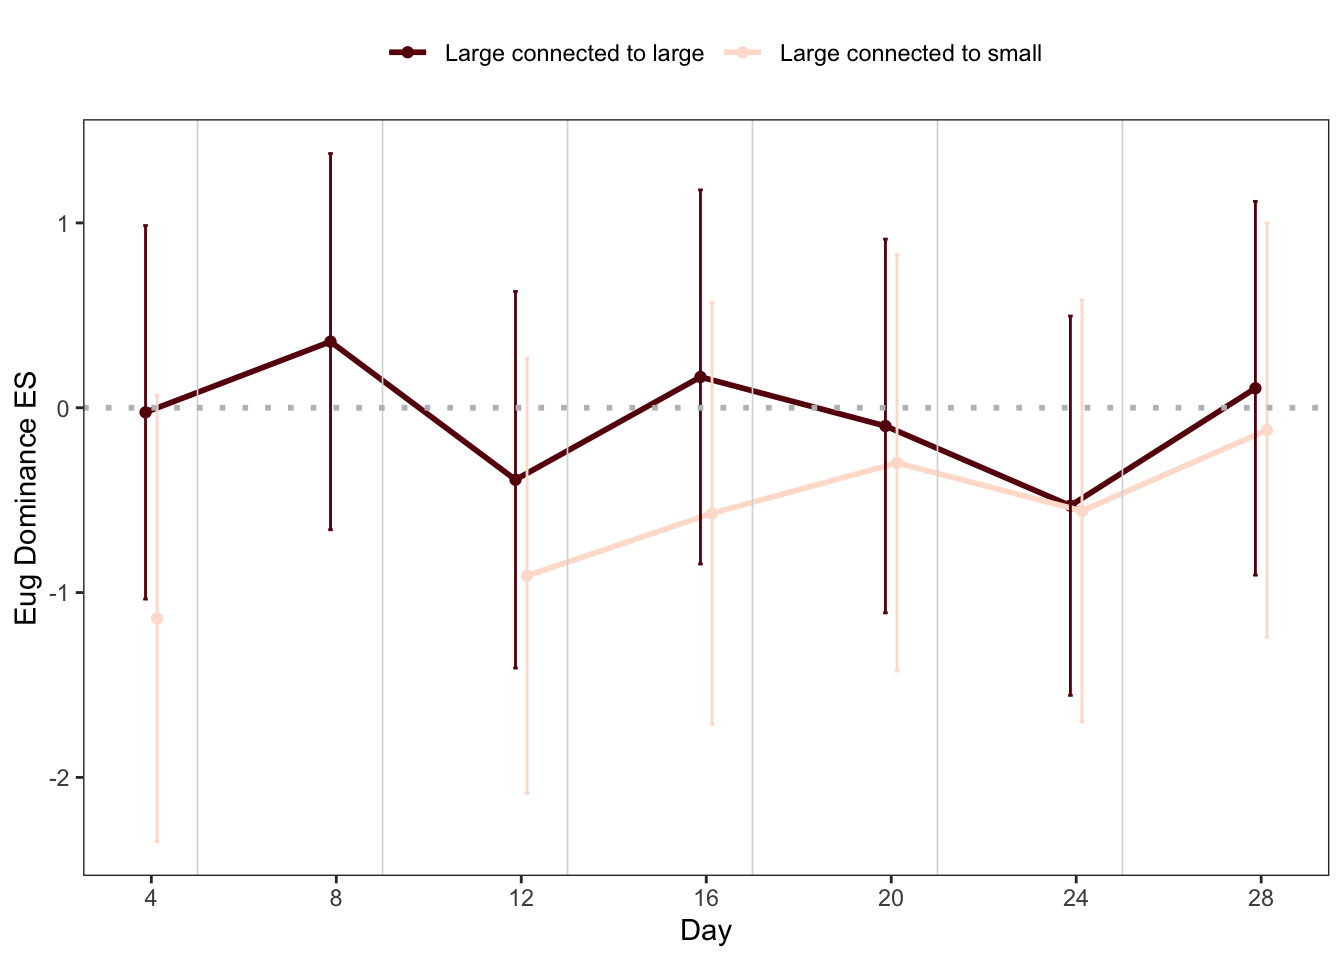 Large connected to large Large connected to small
Eug Dominance ES
1
0
-1
-2
4 8 12 16 20 24 28
Day